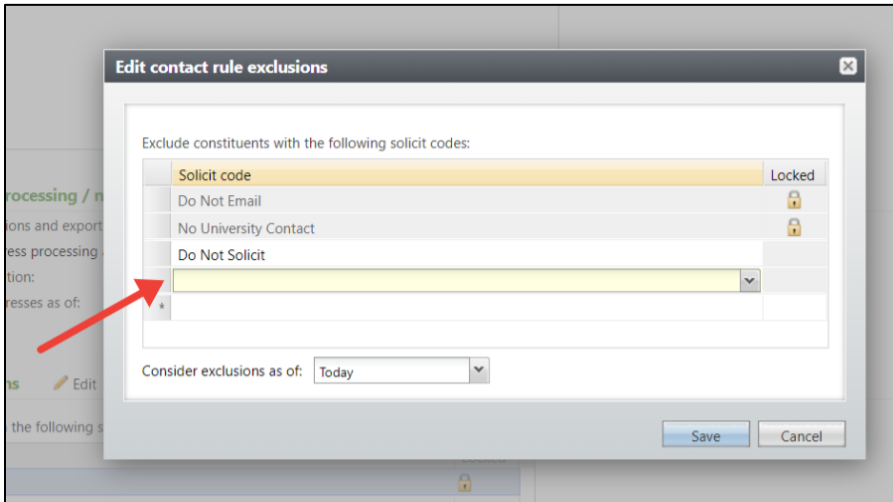 Edit contact rule exclusions
Exclude constituents with the following solicit codes:
Solicit code Locked
Do Not Email
No University Contact
Do Not Solicit
*
Consider exclusions as of: Today
Save Cancel
rocessing / n
ions and export
ess processing
tion:
resses as of:
ns Edit
the following s